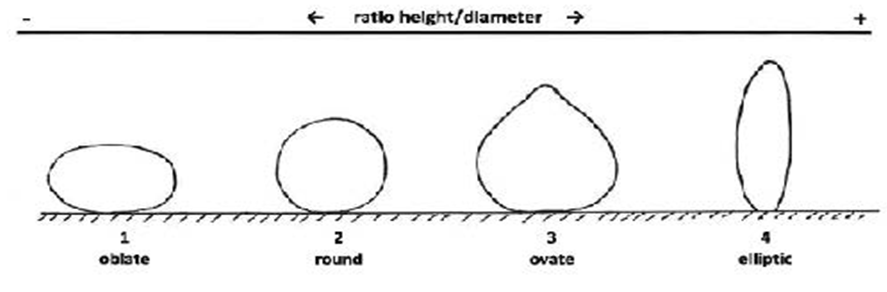 - ← ratio height/diameter → +
1 2 3 4
oblate round ovate elliptic